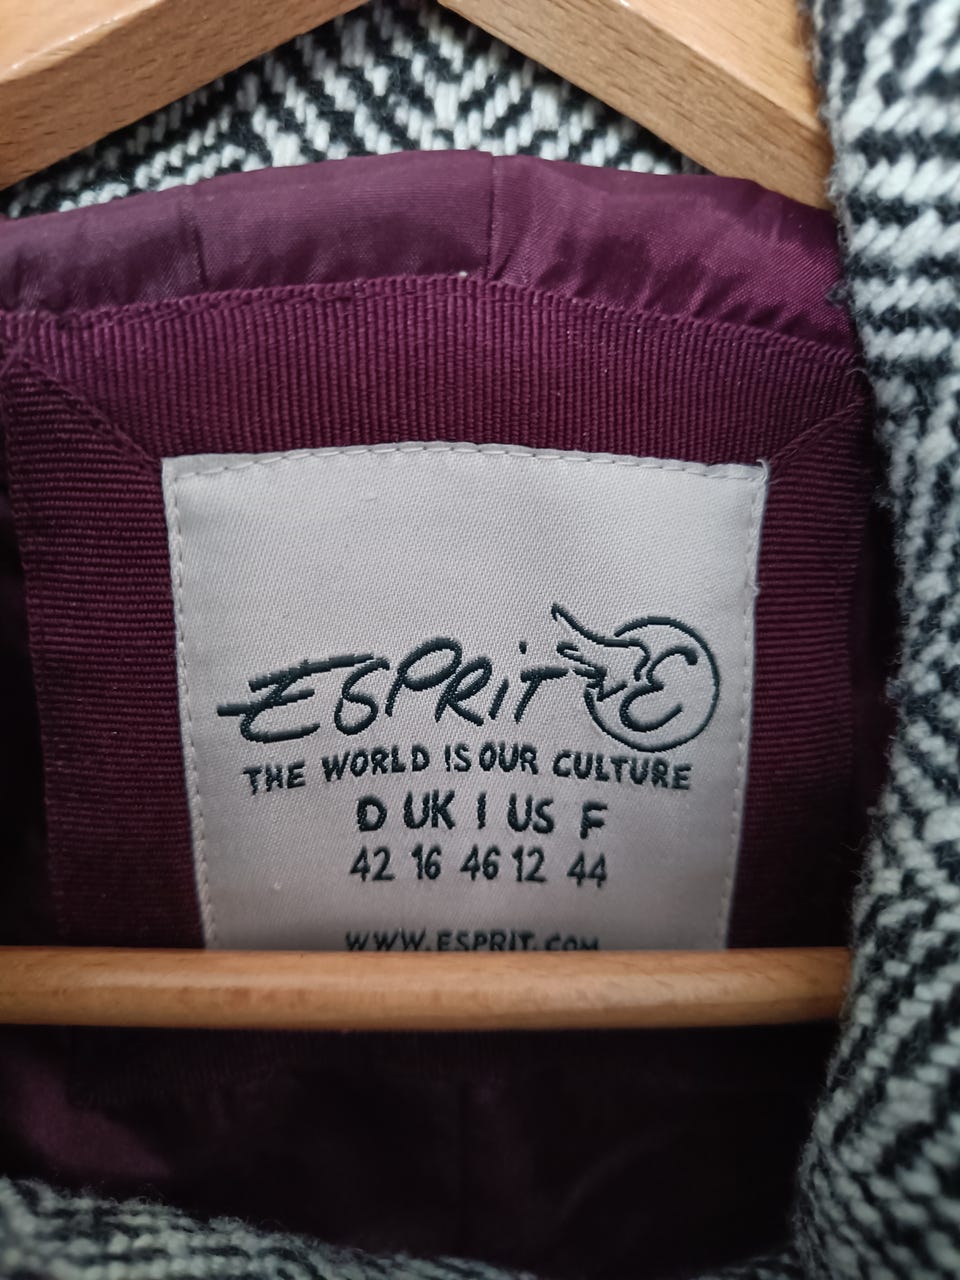 ESPRIT E
THE WORLD IS OUR CULTURE
D UK I US F
42 16 46 12 44
WWW.ESPRIT.COM